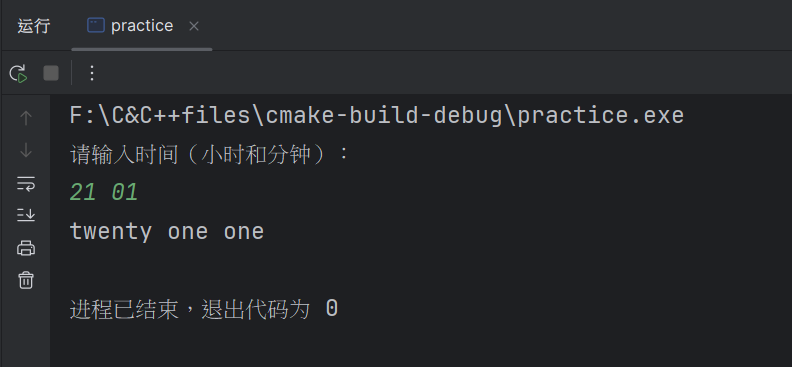 运行 practice ×
F:\C&C++files\cmake-build-debug\practice.exe
请输入时间（小时和分钟）：
21 01
twenty one one
进程已结束，退出代码为 0